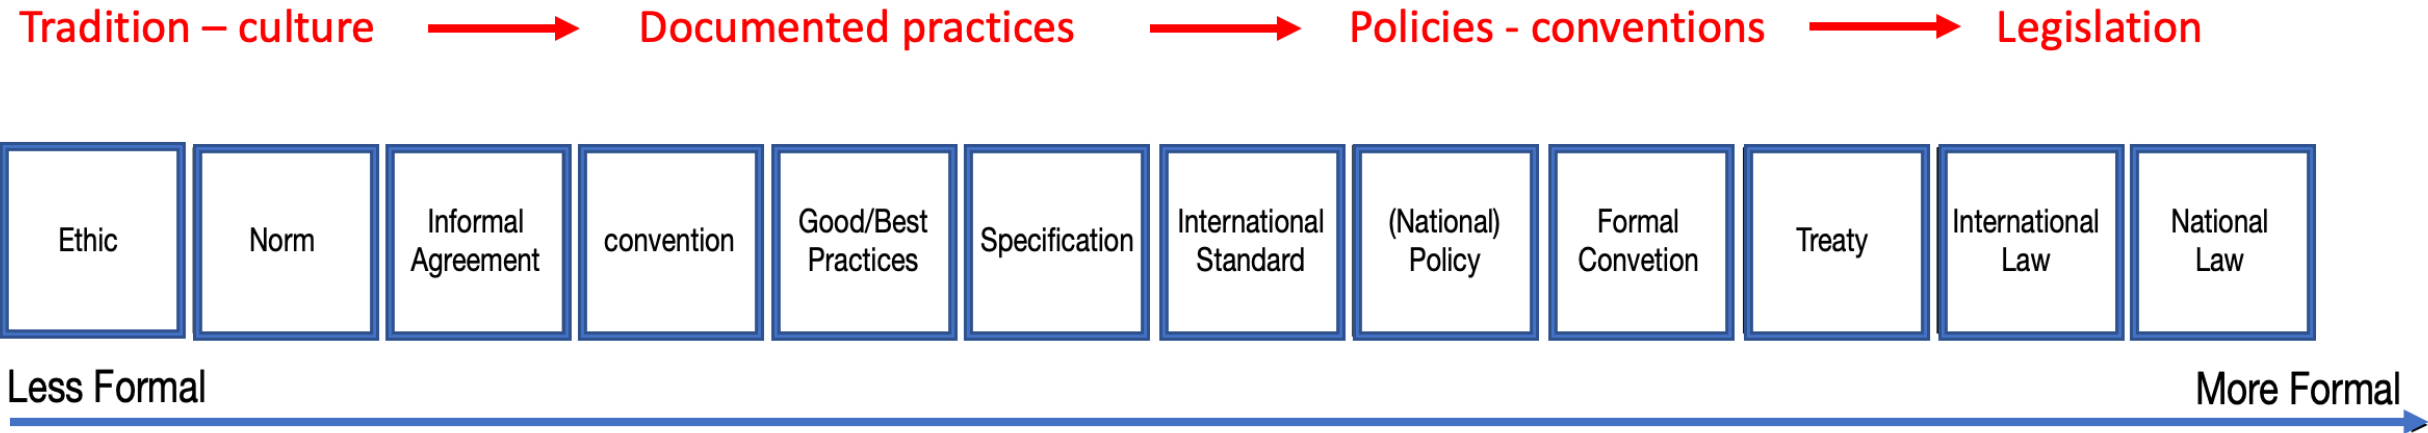 Tradition – culture
Documented practices
Policies - conventions
Legislation
Ethic
Norm
Informal
Agreement
convention
Good/Best
Practices
Specification
International
Standard
(National)
Policy
Formal
Convetion
Treaty
International
Law
National
Law
Less Formal
More Formal